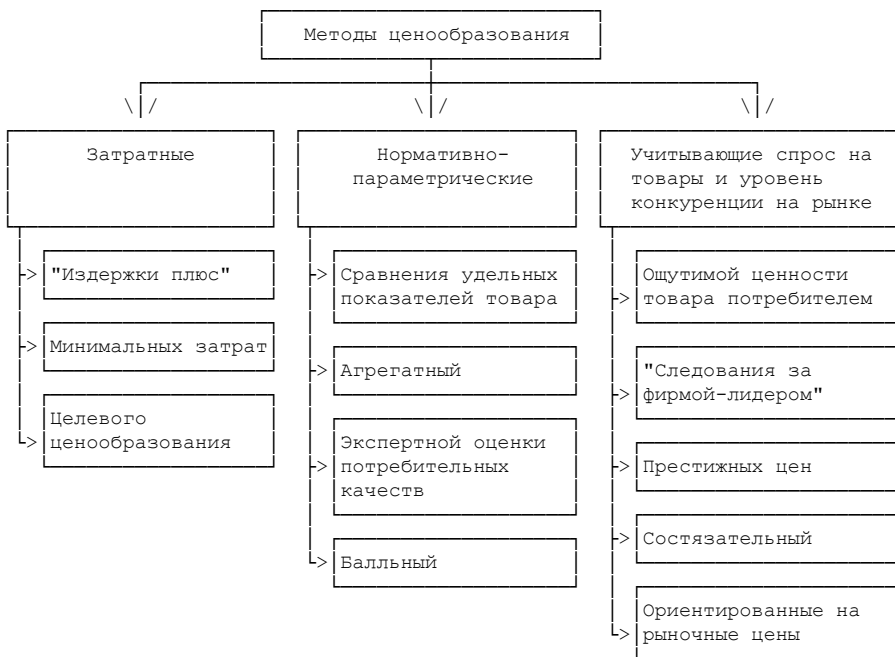 Методы ценообразования
Затратные
"Издержки плюс"
Минимальных затрат
Целевого
ценообразования
Нормативно-
параметрические
Сравнения удельных
показателей товара
Агрегатный
Экспертной оценки
потребительных
качеств
Балльный
Учитывающие спрос на
товары и уровень
конкуренции на рынке
Ощутимой ценности
товара потребителем
"Следования за
фирмой-лидером"
Престижных цен
Состязательный
Ориентированные на
рыночные цены